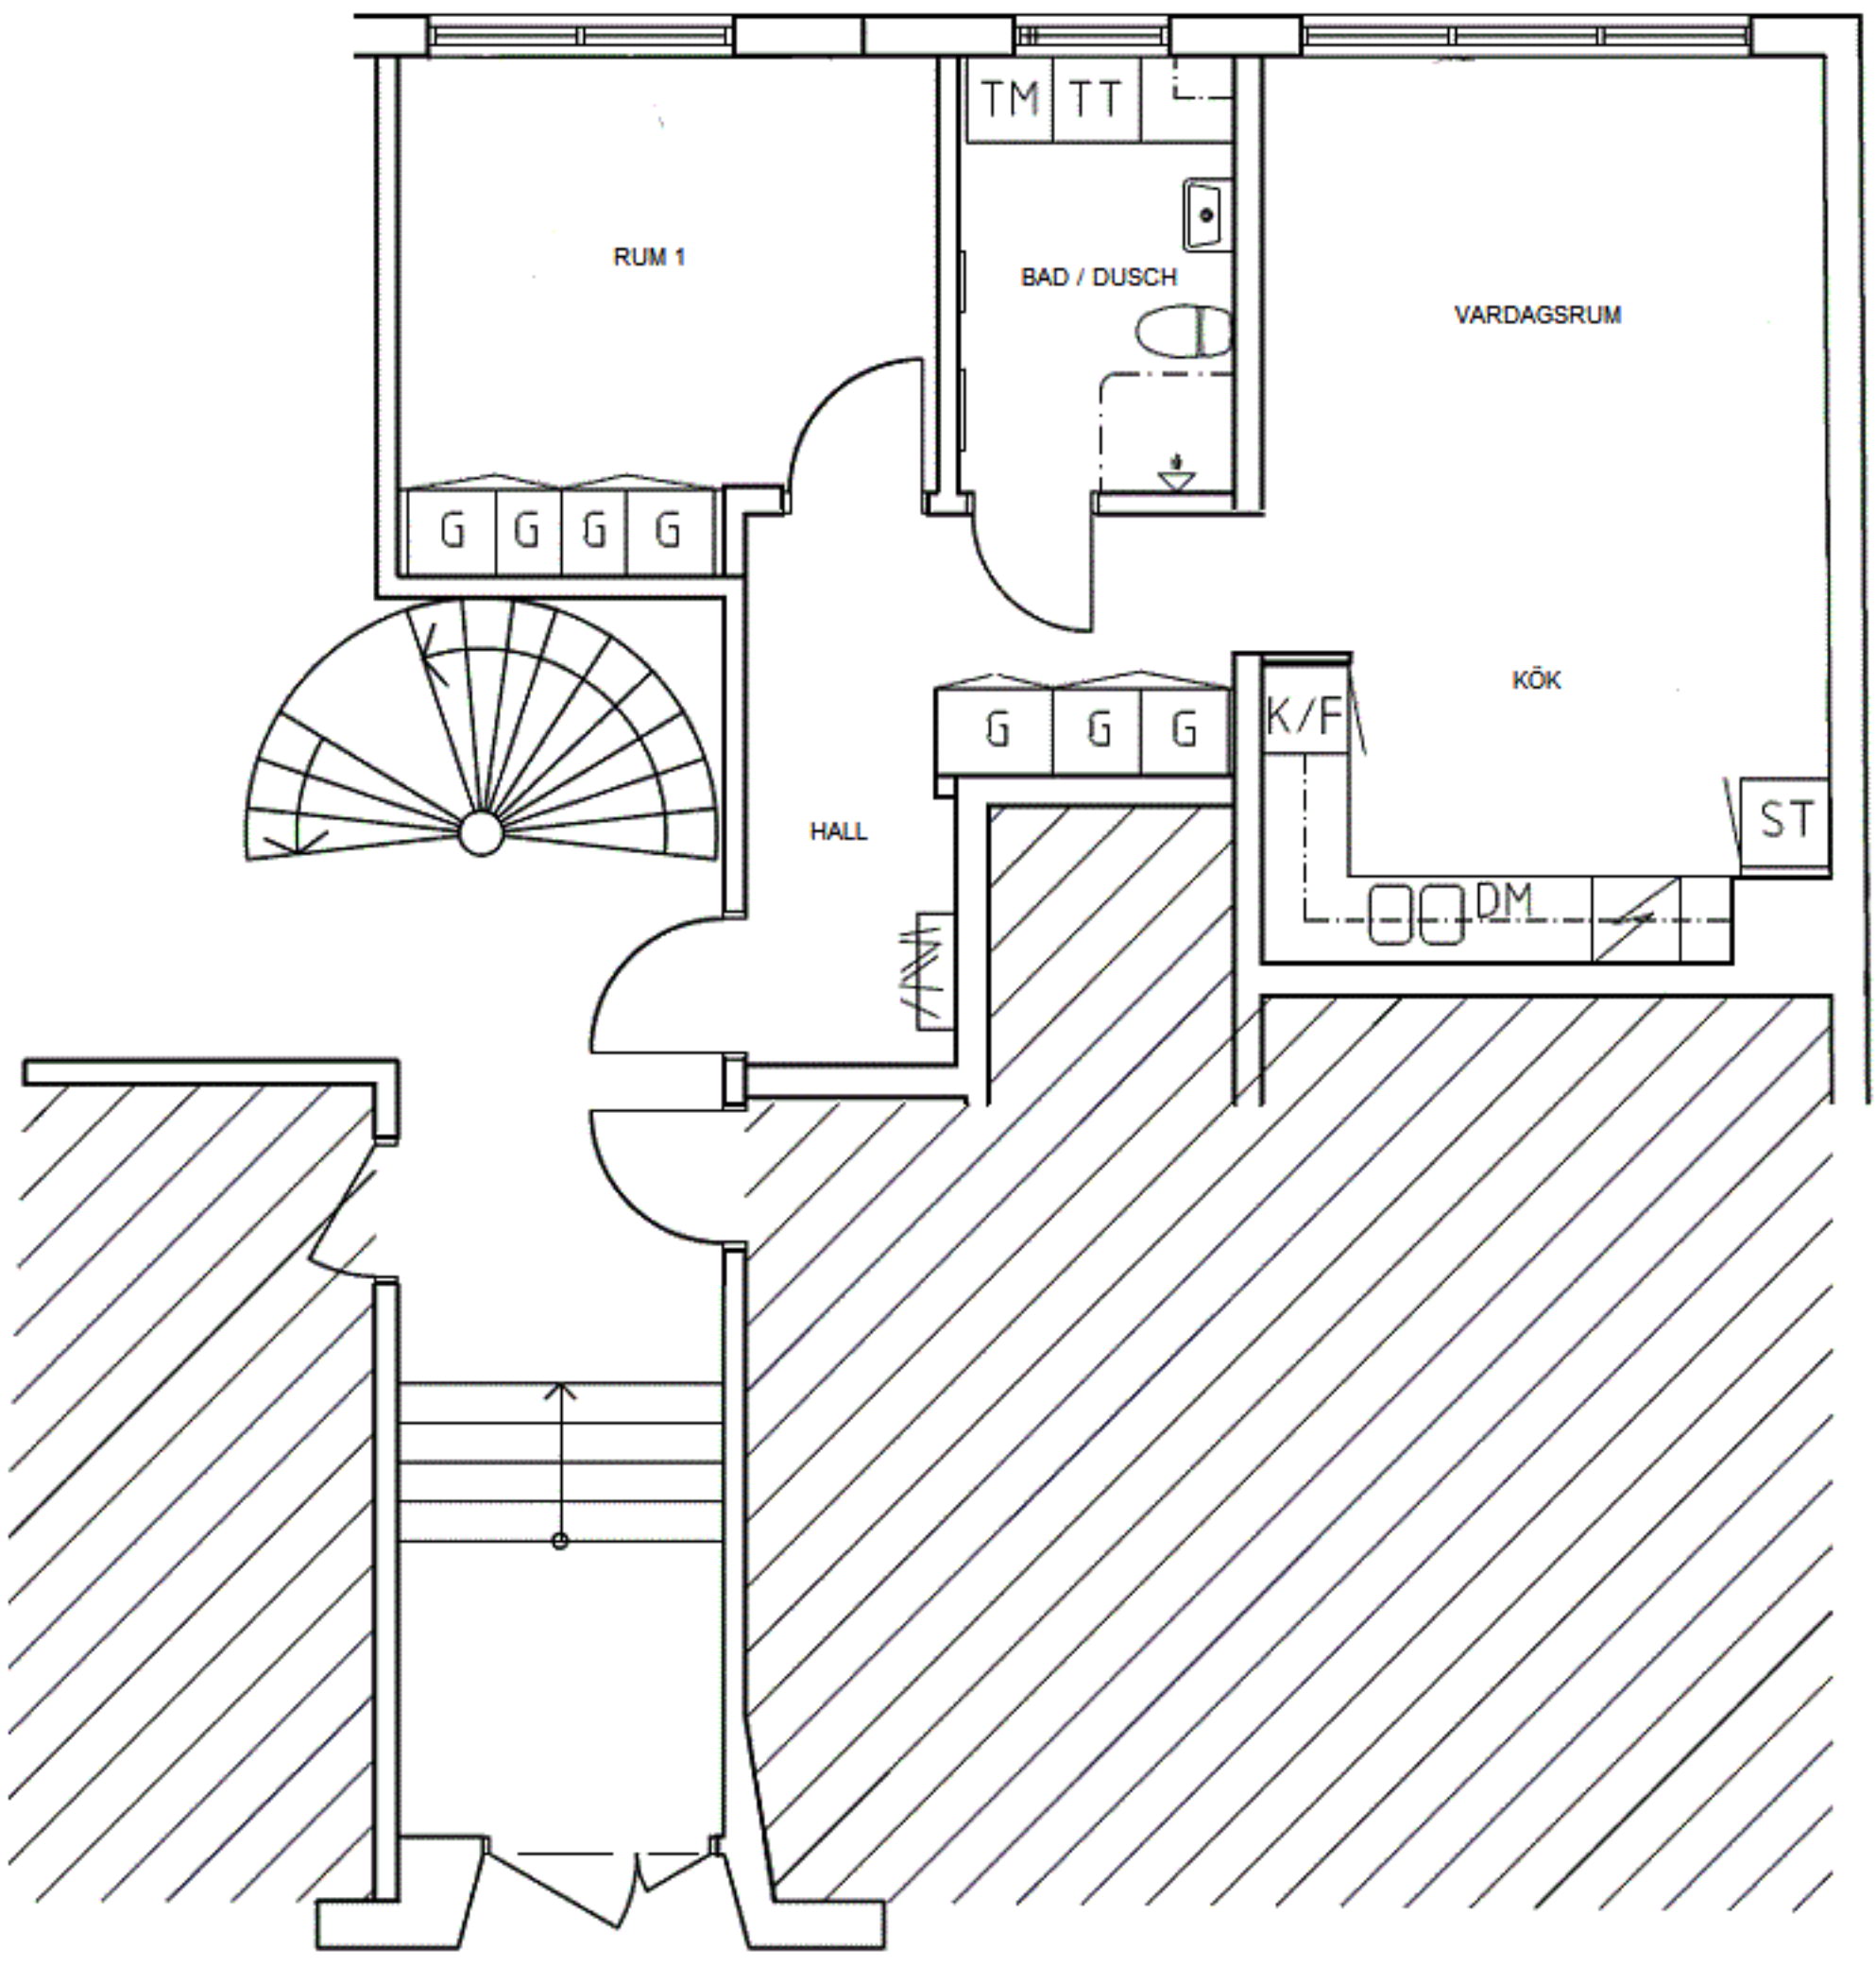 TM TT
RUM 1
BAD / DUSCH
VARDAGSRUM
G G G G
KÖK
K/F
G G G
ST
HALL
DM